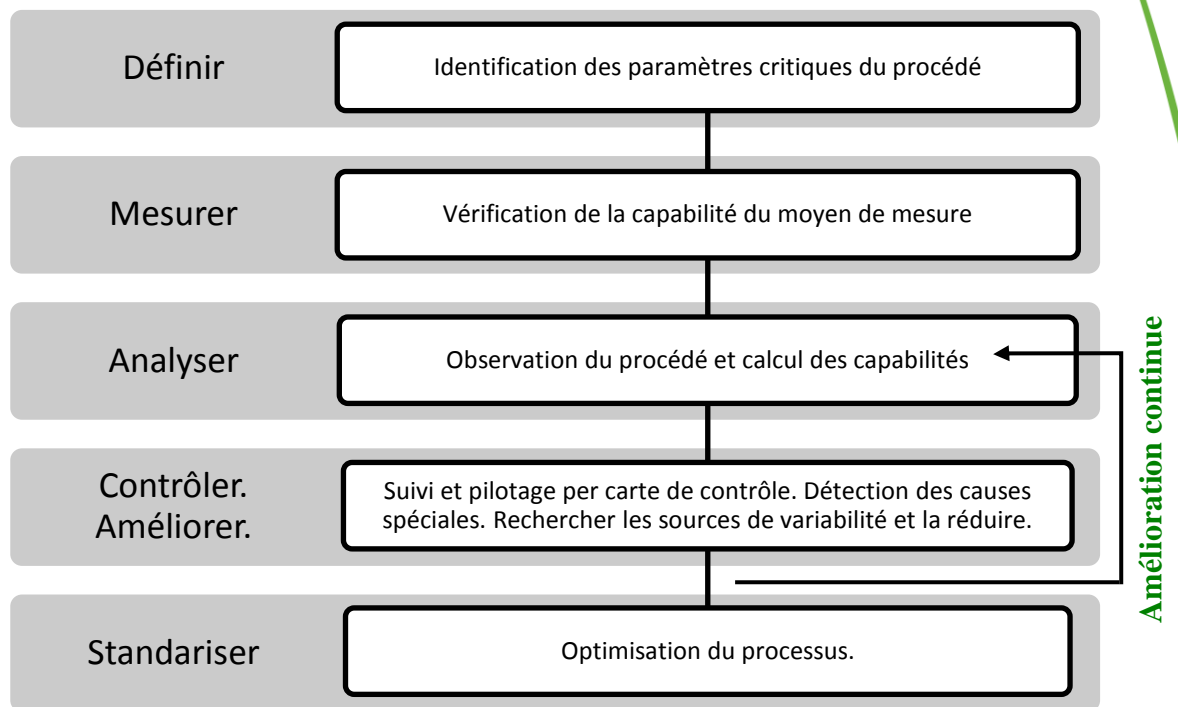 Définir
Identification des paramètres critiques du procédé
Mesurer
Vérification de la capabilité du moyen de mesure
Analyser
Observation du procédé et calcul des capabilités
Contrôler.
Améliorer.
Suivi et pilotage per carte de contrôle. Détection des causes
spéciales. Rechercher les sources de variabilité et la réduire.
Standariser
Optimisation du processus.
Amélioration continue